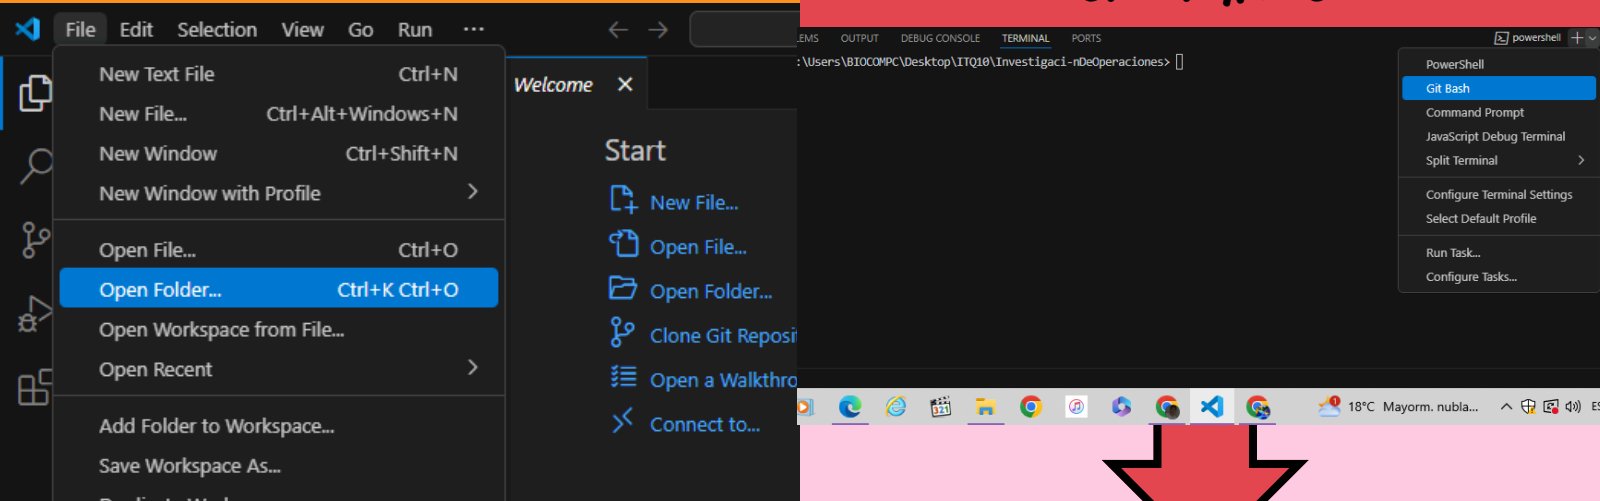 File Edit Selection View Go Run ...
New Text File Ctrl+N
New File... Ctrl+Alt+Windows+N
New Window Ctrl+Shift+N
New Window with Profile
Open File... Ctrl+O
Open Folder... Ctrl+K Ctrl+O
Open Workspace from File...
Open Recent
Add Folder to Workspace...
Save Workspace As...
Welcome
Start
New File...
Open File...
Open Folder...
Clone Git Reposi
Open a Walkthro
Connect to...
LEMS OUTPUT DEBUG CONSOLE TERMINAL PORTS
powershell
:\Users\BIOCOMPC\Desktop\ITQ10\Investigaci-nDeOperaciones>
PowerShell
Git Bash
Command Prompt
JavaScript Debug Terminal
Split Terminal
Configure Terminal Settings
Select Default Profile
Run Task...
Configure Tasks...
321
1
18°C Mayorm. nubla...
ES